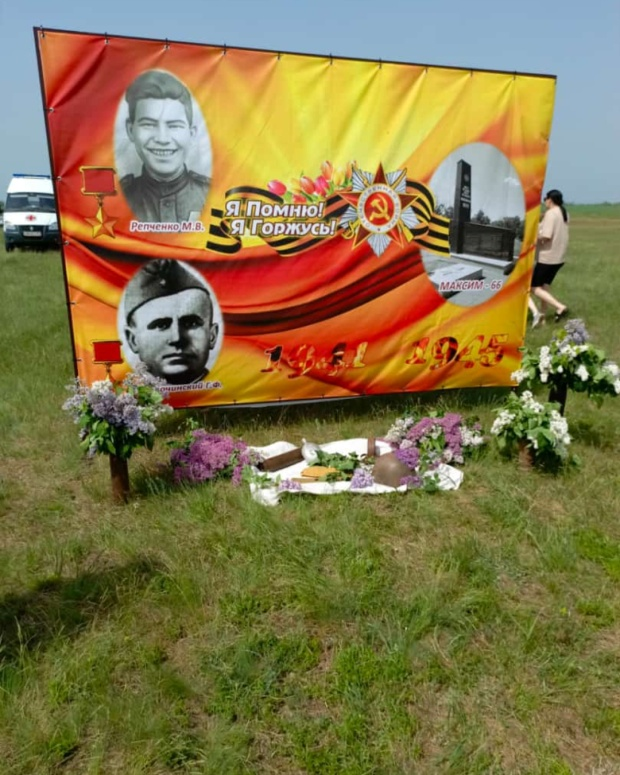 Репченко М.В.
Я Помню!
Я Горжусь!
МАКСИМ - 66
Г.Ф.
1941 1945